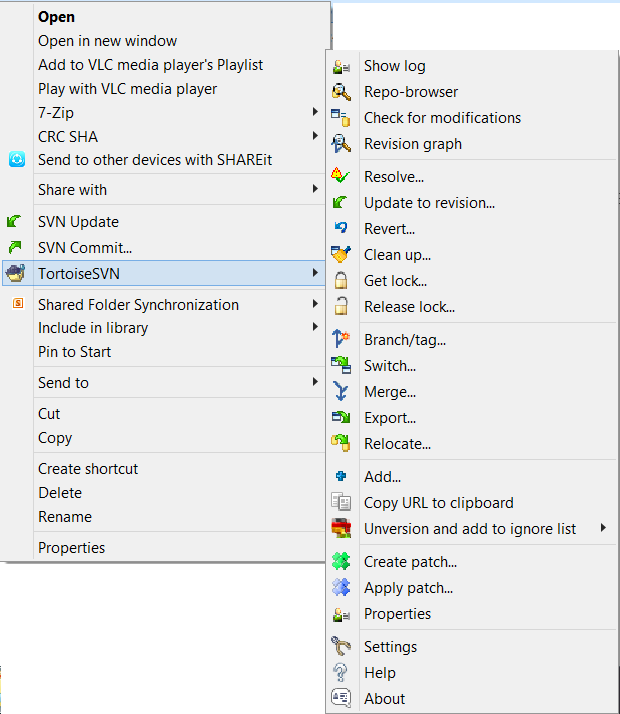 Open
Open in new window
Add to VLC media player's Playlist
Play with VLC media player
7-Zip
CRC SHA
Send to other devices with SHAREit
Share with
SVN Update
SVN Commit...
TortoiseSVN
Shared Folder Synchronization
Include in library
Pin to Start
Send to
Cut
Copy
Create shortcut
Delete
Rename
Properties
Show log
Repo-browser
Check for modifications
Revision graph
Resolve...
Update to revision...
Revert...
Clean up...
Get lock...
Release lock...
Branch/tag...
Switch...
Merge...
Export...
Relocate...
Add...
Copy URL to clipboard
Unversion and add to ignore list
Create patch...
Apply patch...
Properties
Settings
Help
About